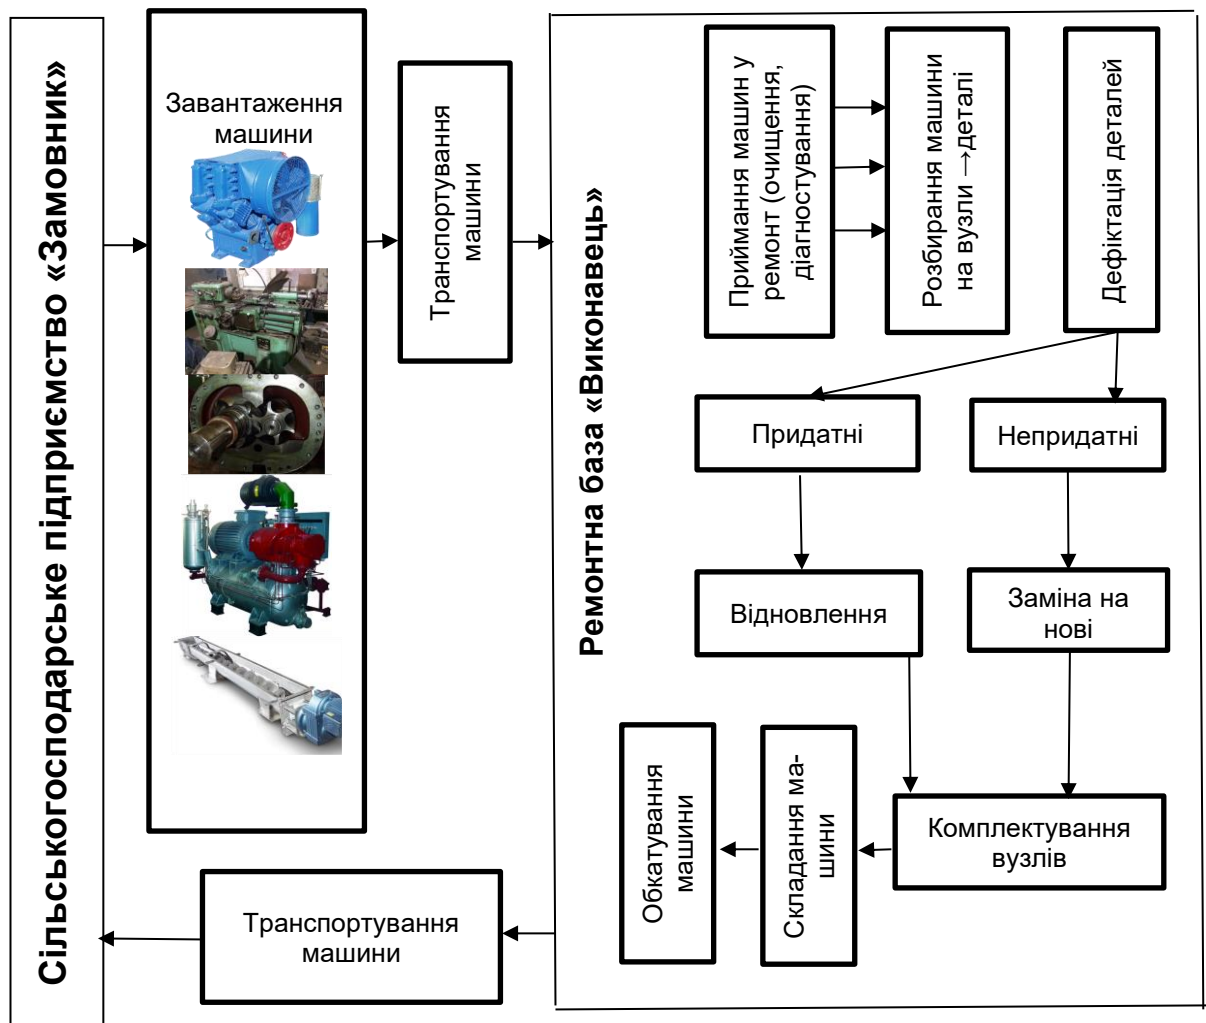 Сільськогосподарське підприємство «Замовник»
Завантаження
машини
Транспортування
машини
Ремонтна база «Виконавець»
Приймання машин у
ремонт (очищення,
діагностування)
Розбирання машини
на вузли →деталі
Дефіктація деталей
Придатні
Непридатні
Відновлення
Заміна на
нові
Обкатування
машини
Складання ма-
шини
Комплектування
вузлів
Транспортування
машини